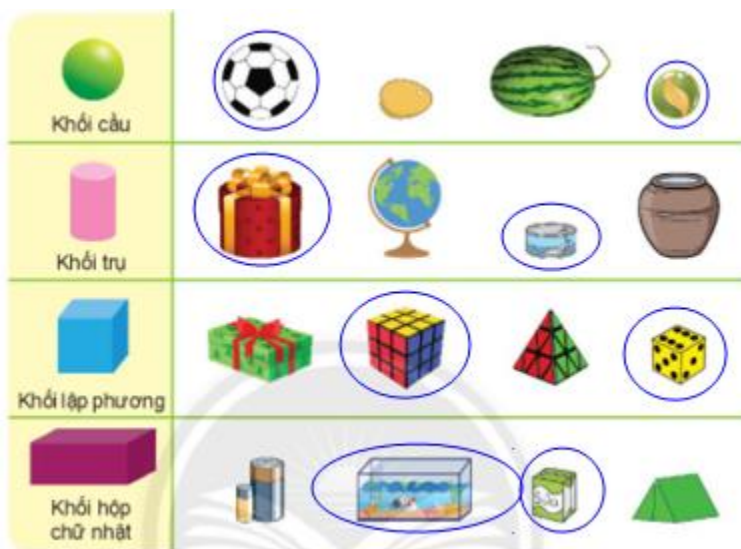 Khối cầu
Khối trụ
Khối lập phương
Khối hộp
chữ nhật